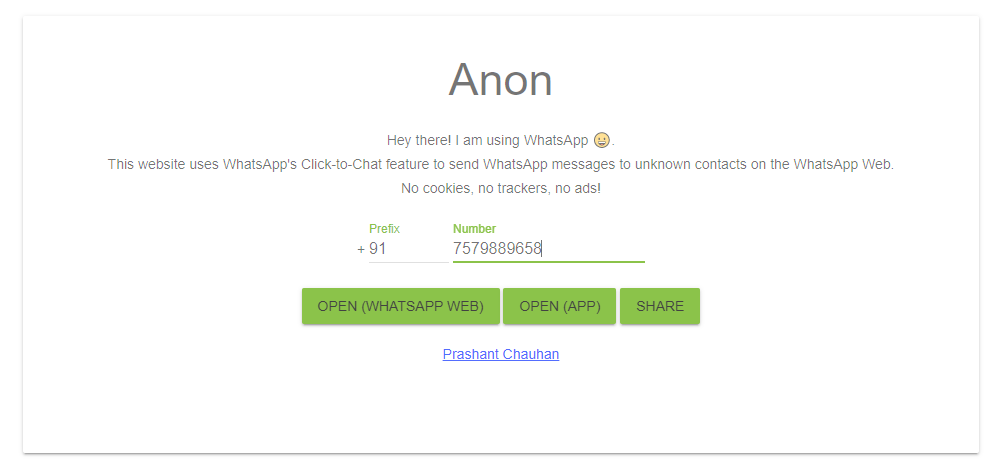 Anon
Hey there! I am using WhatsApp 😀.
This website uses WhatsApp's Click-to-Chat feature to send WhatsApp messages to unknown contacts on the WhatsApp Web.
No cookies, no trackers, no ads!
Prefix Number
+ 91 7579889658
OPEN (WHATSAPP WEB) OPEN (APP) SHARE
Prashant Chauhan